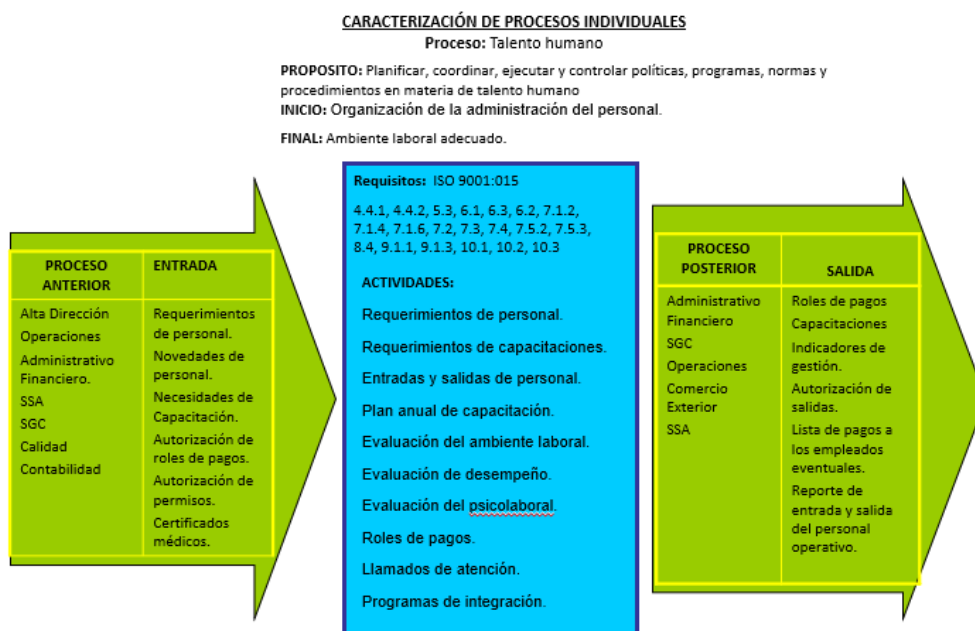 CARACTERIZACIÓN DE PROCESOS INDIVIDUALES
Proceso: Talento humano
PROPOSITO: Planificar, coordinar, ejecutar y controlar políticas, programas, normas y
procedimientos en materia de talento humano
INICIO: Organización de la administración del personal.
FINAL: Ambiente laboral adecuado.
PROCESO
ANTERIOR
Alta Dirección
Operaciones
Administrativo
Financiero.
SSA
SGC
Calidad
Contabilidad
ENTRADA
Requerimientos
de personal.
Novedades de
personal.
Necesidades de
Capacitación.
Autorización de
roles de pagos.
Autorización de
permisos.
Certificados
médicos.
Requisitos: ISO 9001:015
4.4.1, 4.4.2, 5.3, 6.1, 6.3, 6.2, 7.1.2,
7.1.4, 7.1.6, 7.2, 7.3, 7.4, 7.5.2, 7.5.3,
8.4, 9.1.1, 9.1.3, 10.1, 10.2, 10.3
ACTIVIDADES:
Requerimientos de personal.
Requerimientos de capacitaciones.
Entradas y salidas de personal.
Plan anual de capacitación.
Evaluación del ambiente laboral.
Evaluación de desempeño.
Evaluación del psicolaboral.
Roles de pagos.
Llamados de atención.
Programas de integración.
PROCESO
POSTERIOR
Administrativo
Financiero
SGC
Operaciones
Comercio
Exterior
SSA
SALIDA
Roles de pagos
Capacitaciones
Indicadores de
gestión.
Autorización de
salidas.
Lista de pagos a
los empleados
eventuales.
Reporte de
entrada y salida
del personal
operativo.